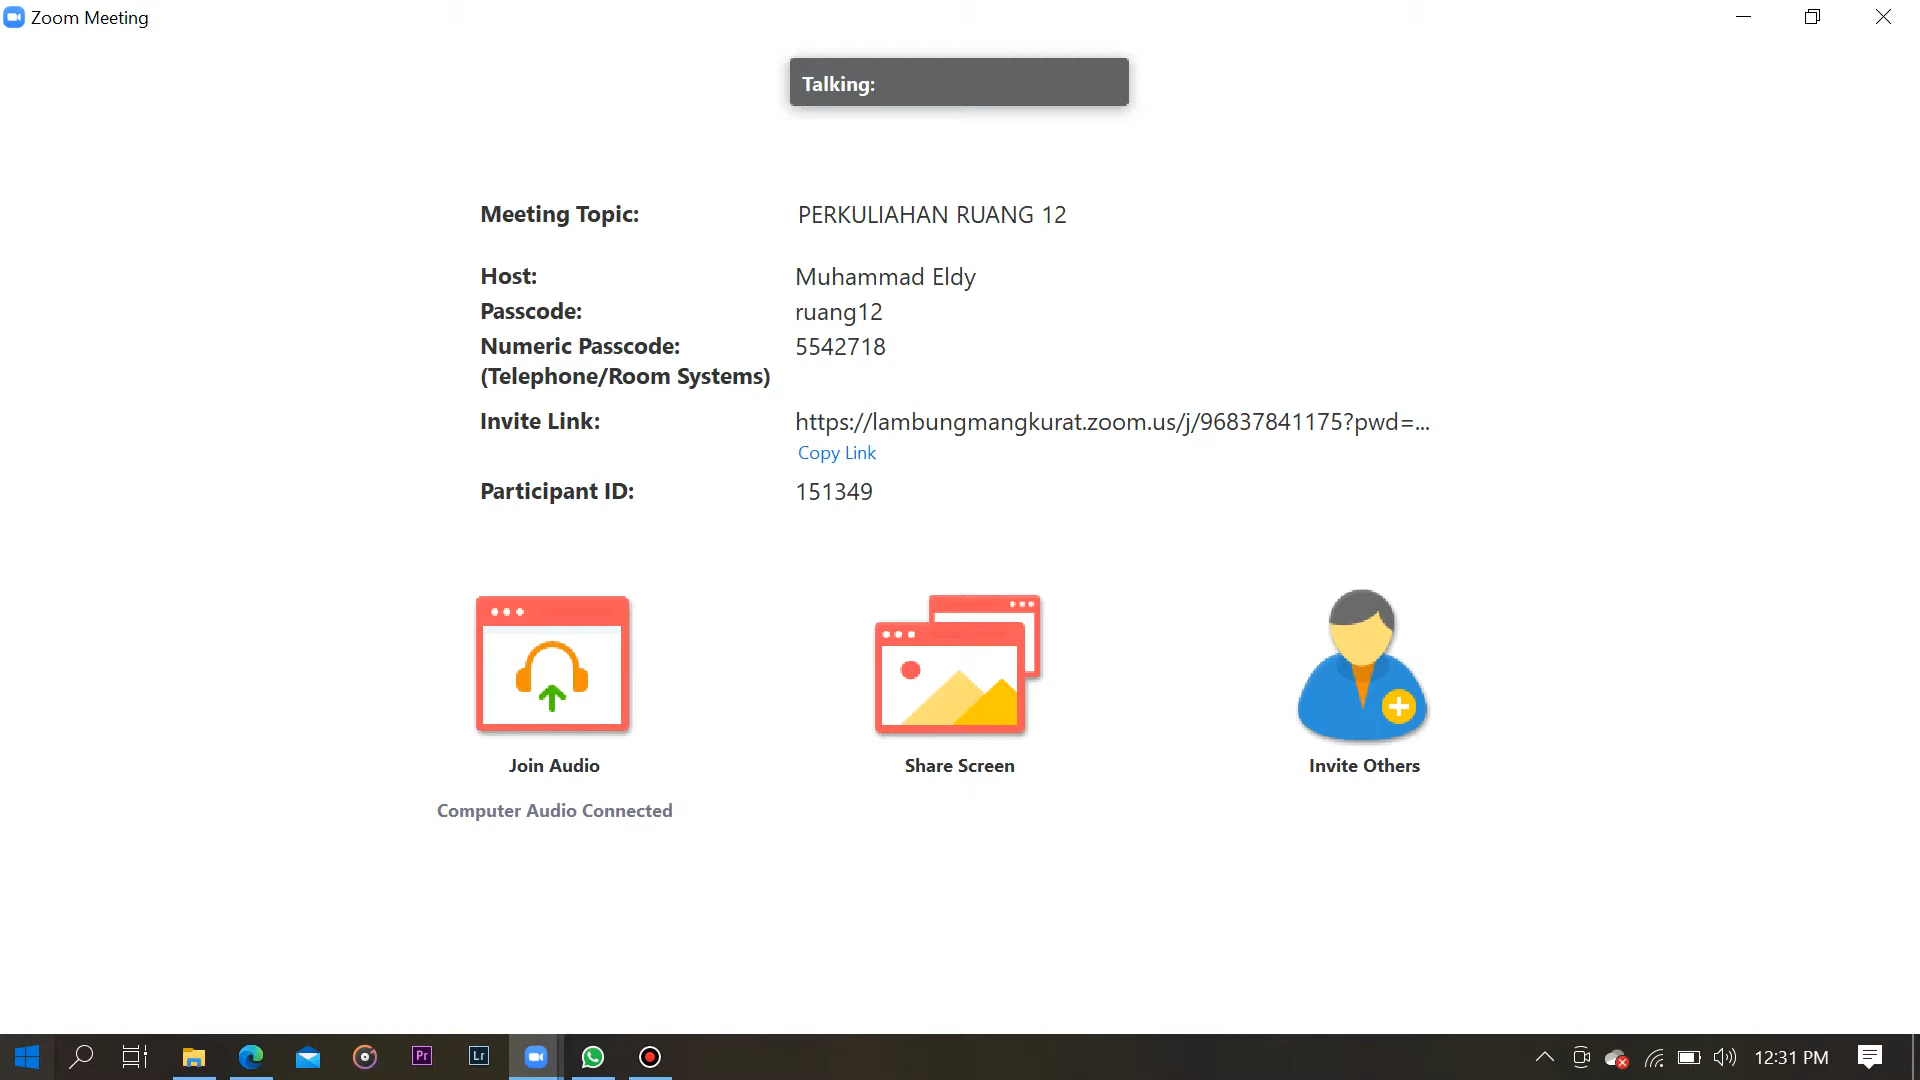 Zoom Meeting
Talking:
Meeting Topic: PERKULIAHAN RUANG 12
Host: Muhammad Eldy
Passcode: ruang12
Numeric Passcode: 5542718
(Telephone/Room Systems)
Invite Link: https://lambungmangkurat.zoom.us/j/96837841175?pwd=...
Copy Link
Participant ID: 151349
Join Audio
Share Screen
Invite Others
Computer Audio Connected
Pr
Lr
12:31 PM